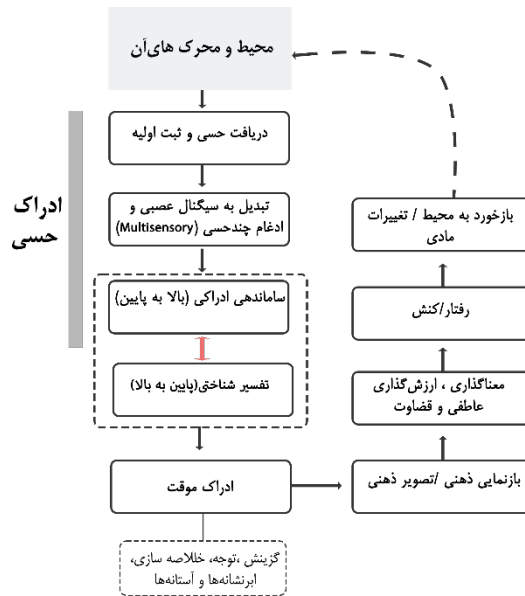 محیط و محرک های‌آن
دریافت حسی و ثبت اولیه
تبدیل به سیگنال عصبی و
ادغام چندحسی (Multisensory)
ساماندهی ادراکی (بالا به پایین)
تفسیر شناختی(پایین به بالا)
ادراک موقت
گزینش ،توجه، خللاصه سازی،
ابرنشانه‌ها و آستانه‌ها
ادراک
حسی
بازخورد به محیط / تغییرات
مادی
رفتار/کنش
معناگذاری ، ارزش‌گذاری
عاطفی و قضاوت
بازنمایی ذهنی /تصویر ذهنی